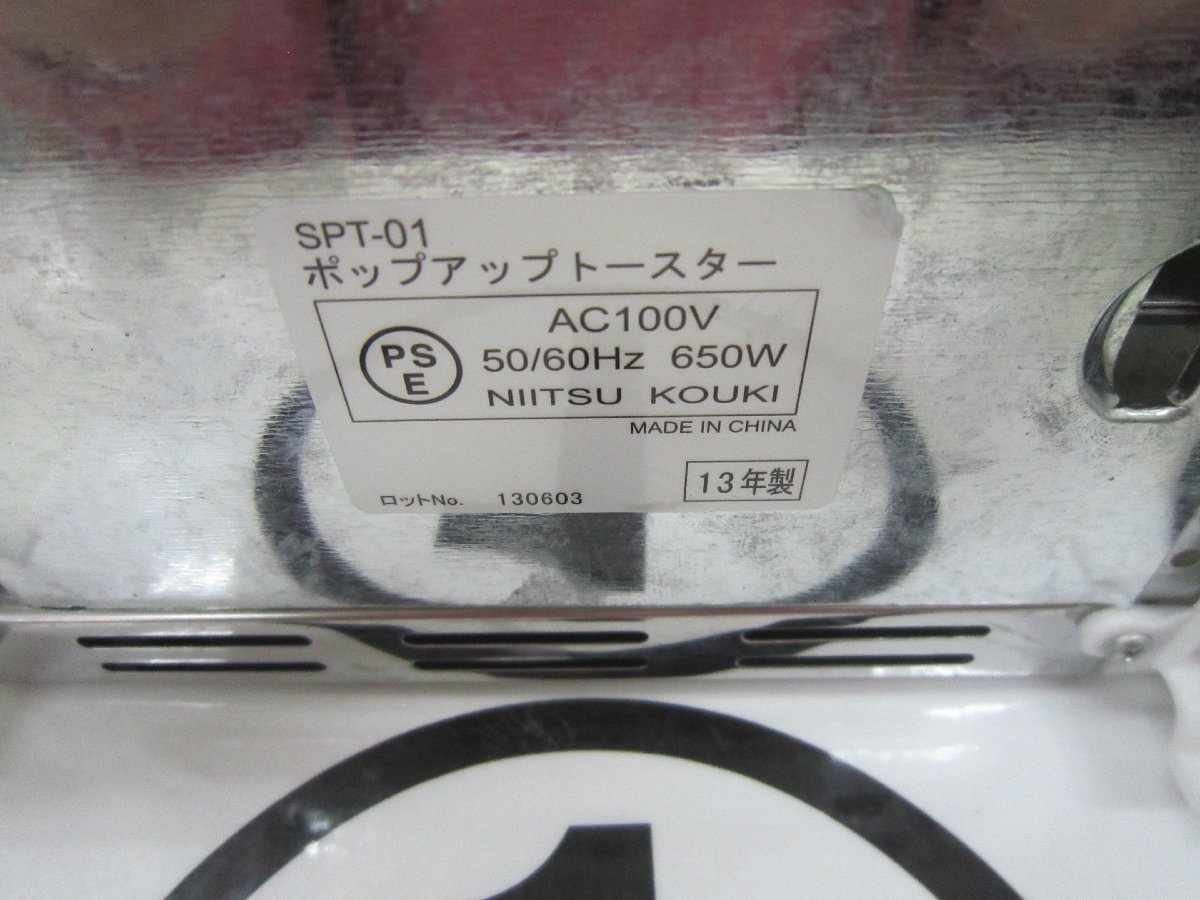 SPT-01
ポップアップトースター
PS
E
AC100V
50/60Hz 650W
NIITSU KOUKI
MADE IN CHINA
ロットNo. 130603
13年製
1